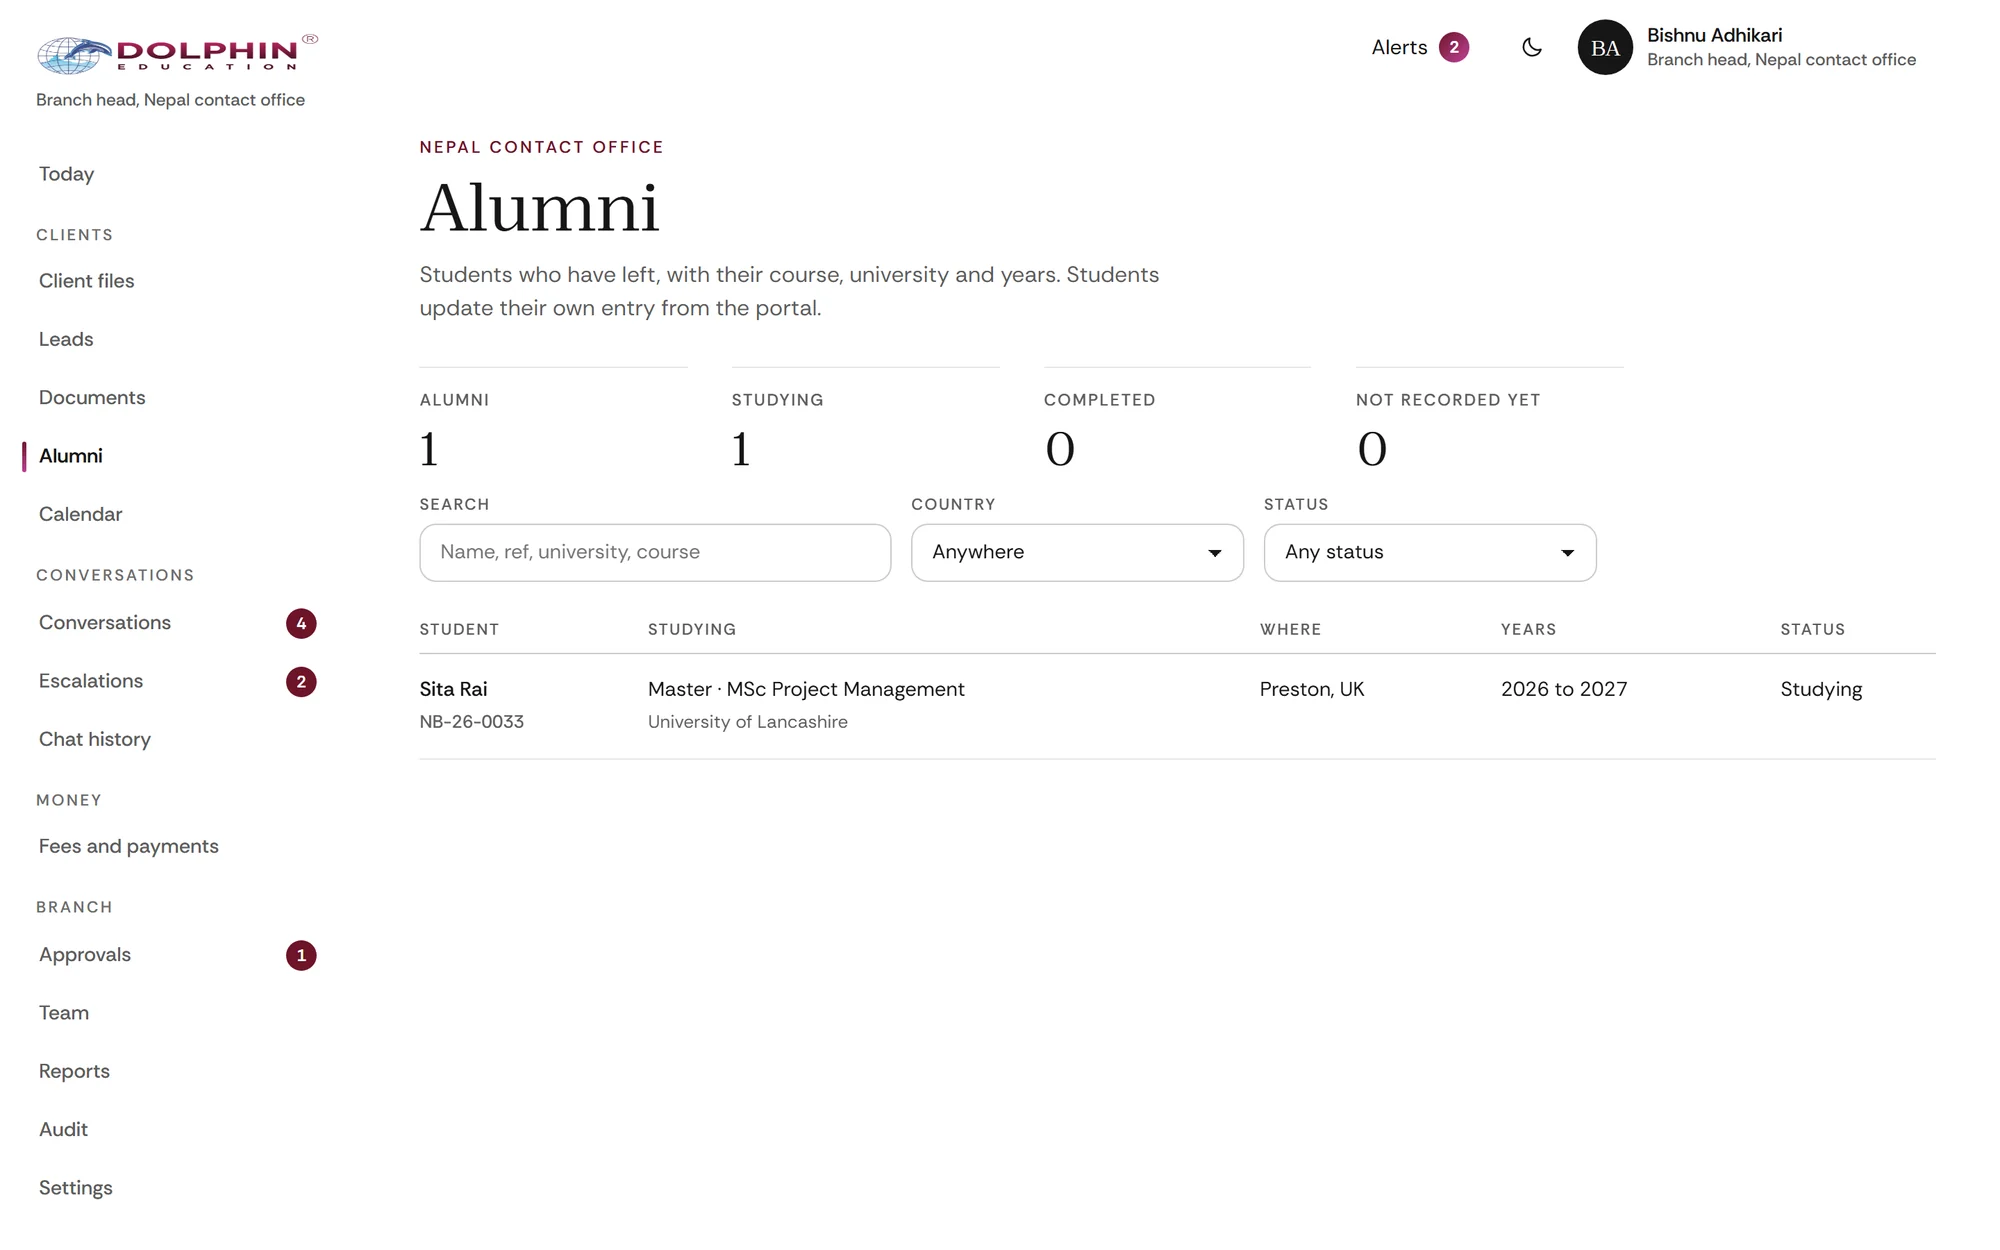 DOLPHIN®
EDUCATION
Branch head, Nepal contact office
Today
CLIENTS
Client files
Leads
Documents
Alumni
Calendar
CONVERSATIONS
Conversations 4
Escalations 2
Chat history
MONEY
Fees and payments
BRANCH
Approvals 1
Team
Reports
Audit
Settings
Alerts 2
BA
Bishnu Adhikari
Branch head, Nepal contact office
NEPAL CONTACT OFFICE
Alumni
Students who have left, with their course, university and years. Students
update their own entry from the portal.
ALUMNI STUDYING COMPLETED NOT RECORDED YET
1 1 0 0
SEARCH COUNTRY STATUS
Name, ref, university, course Anywhere Any status
STUDENT STUDYING WHERE YEARS STATUS
Sita Rai Master · MSc Project Management Preston, UK 2026 to 2027 Studying
NB-26-0033 University of Lancashire